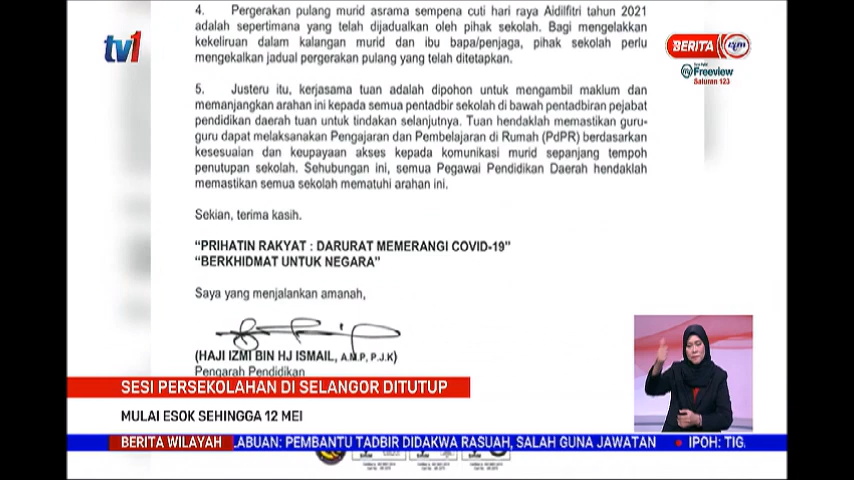 4. Pergerakan pulang murid asrama sempena cuti hari raya Aidilfitri tahun 2021
adalah sepertimana yang telah dijadualkan oleh pihak sekolah. Bagi mengelakkan
kekeliruan dalam kalangan murid dan ibu bapa/penjaga, pihak sekolah perlu
mengekalkan jadual pergerakan pulang yang telah ditetapkan.
5. Justeru itu, kerjasama tuan adalah dipohon untuk mengambil maklum dan
memanjangkan arahan ini kepada semua pentadbir sekolah di bawah pentadbiran pejabat
pendidikan daerah tuan untuk tindakan selanjutnya. Tuan hendaklah memastikan guru-
guru dapat melaksanakan Pengajaran dan Pembelajaran di Rumah (PdPR) berdasarkan
kesesuaian dan keupayaan akses kepada komunikasi murid sepanjang tempoh
penutupan sekolah. Sehubungan ini, semua Pegawai Pendidikan Daerah hendaklah
memastikan semua sekolah mematuhi arahan ini.
Sekian, terima kasih.
"PRIHATIN RAKYAT : DARURAT MEMERANGI COVID-19"
"BERKHIDMAT UNTUK NEGARA"
Saya yang menjalankan amanah,
(HAJI IZMI BIN HJ ISMAIL, A.M.P, P.J.K)
Pengarah Pendidikan
tv1
BERITA rtm
myFreeview
Saluran 123
SESI PERSEKOLAHAN DI SELANGOR DITUTUP
MULAI ESOK SEHINGGA 12 MEI
BERITA WILAYAH LABUAN: PEMBANTU TADBIR DIDAKWA RASUAH, SALAH GUNA JAWATAN • IPOH: TIG.